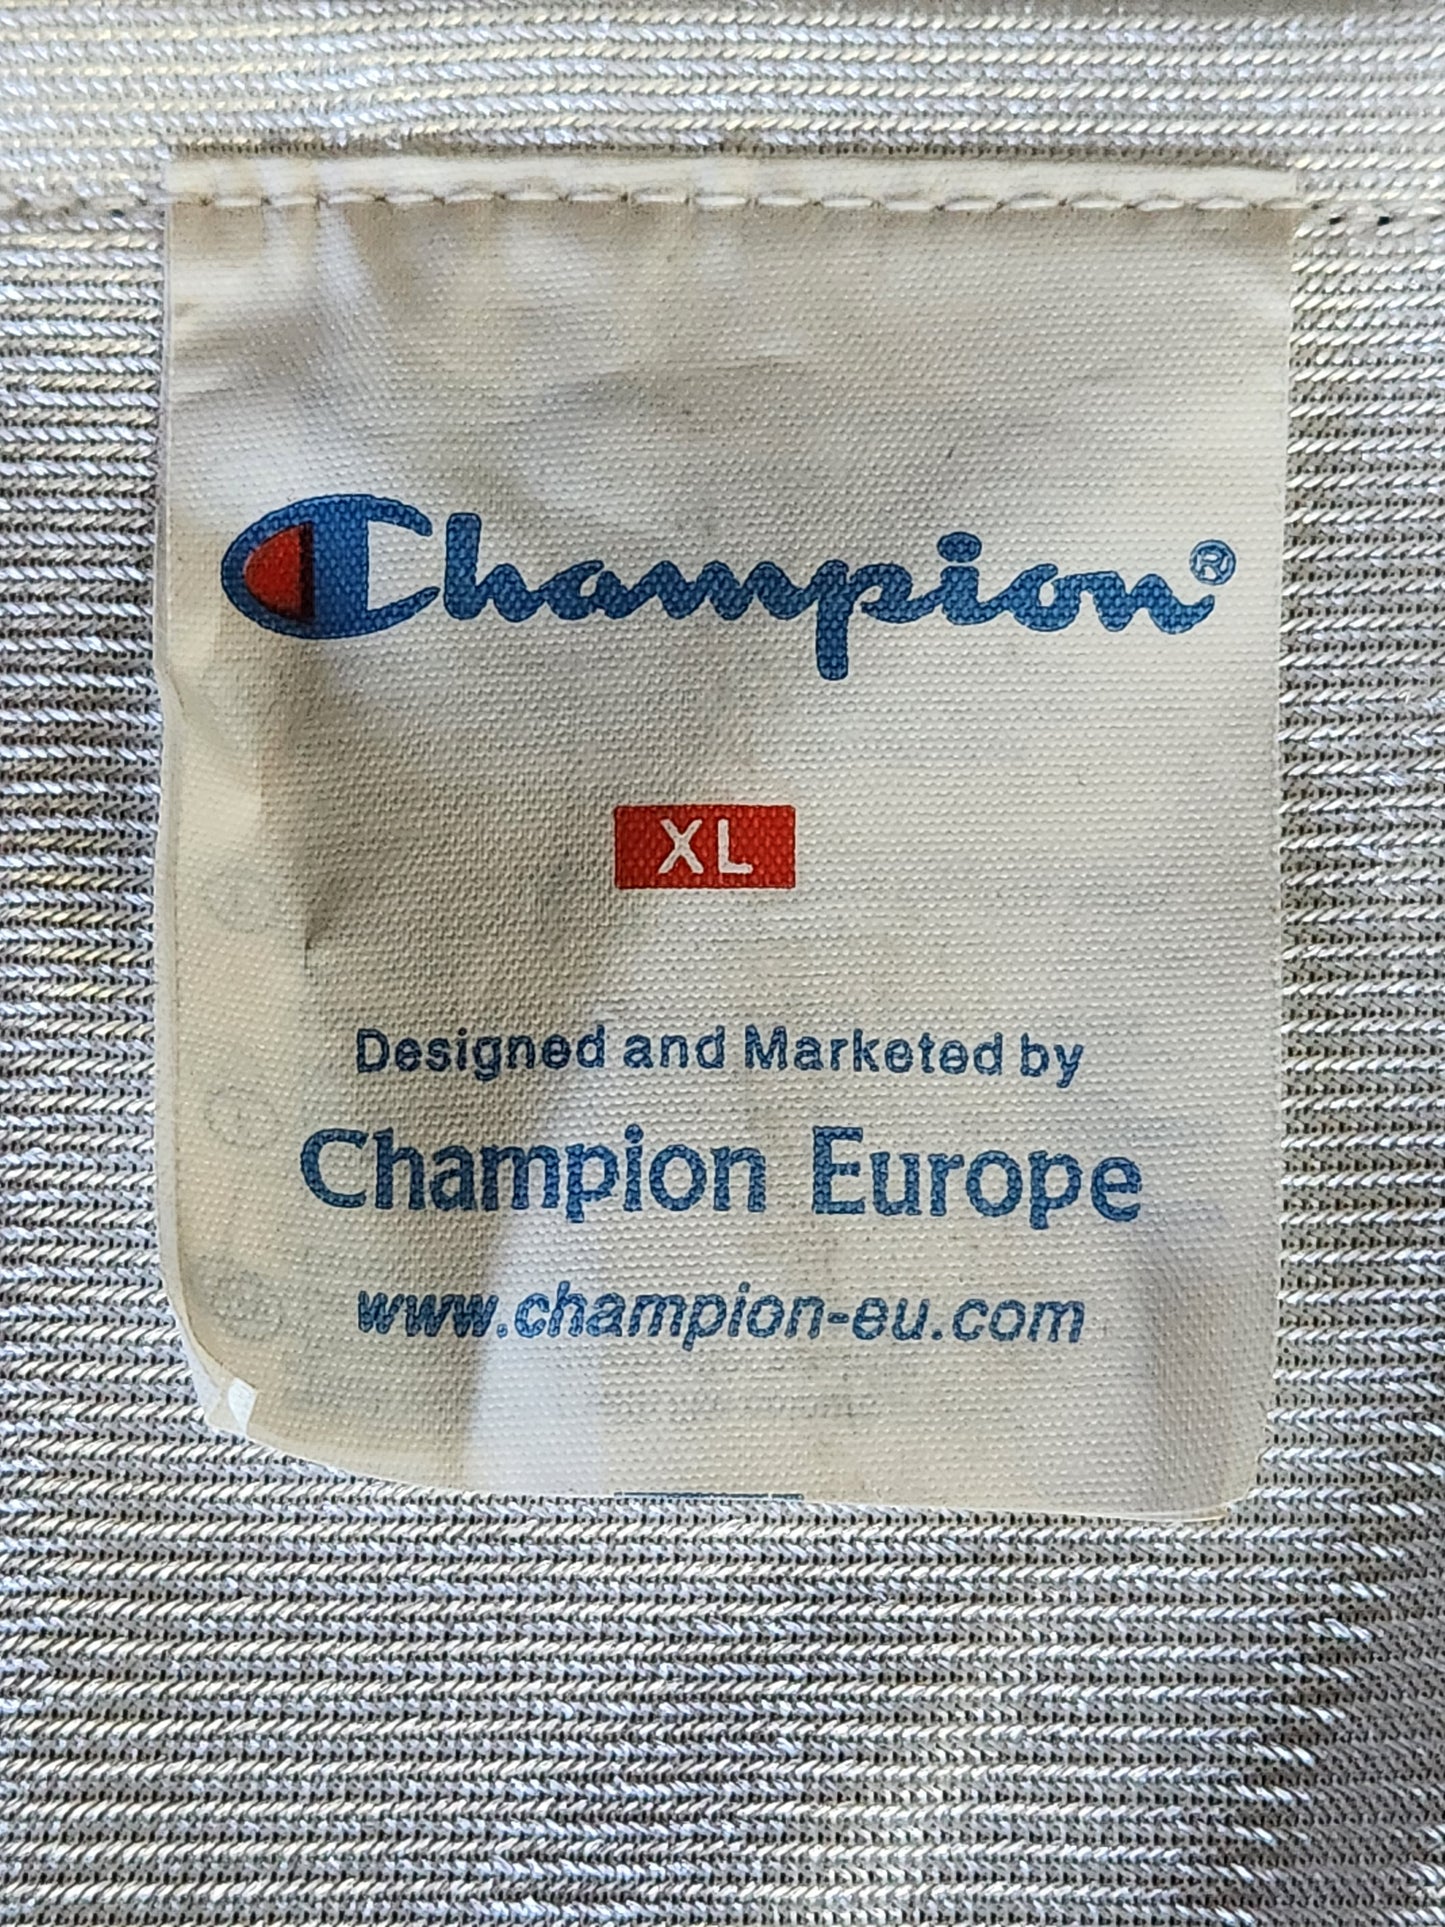 Champion®
XL
Designed and Marketed by
Champion Europe
www.champion-eu.com